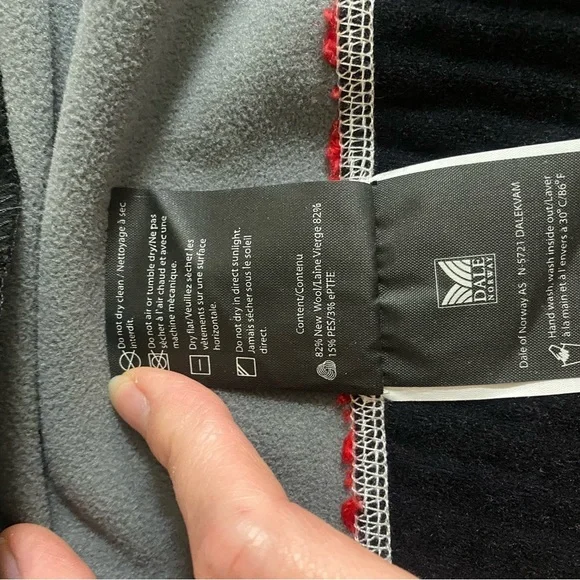 DALE
NORWAY
Dale of Norway AS N-5721 DALEKVAM
Hand wash, wash inside out/Laver
à la main et à l'envers à 30°C/86°F
Do not dry clean / Nettoyage à sec
interdit.
Do not air or tumble dry/Ne pas
sécher à l'air chaud et avec une
machine mécanique.
Dry flat/Veuillez sécher les
vêtements sur une surface
horizontale.
Do not dry in direct sunlight.
Jamais sécher sous le soleil
direct.
Content/Contenu
82% New Wool/Laine Vierge 82%
15% PES/3% ePTFE